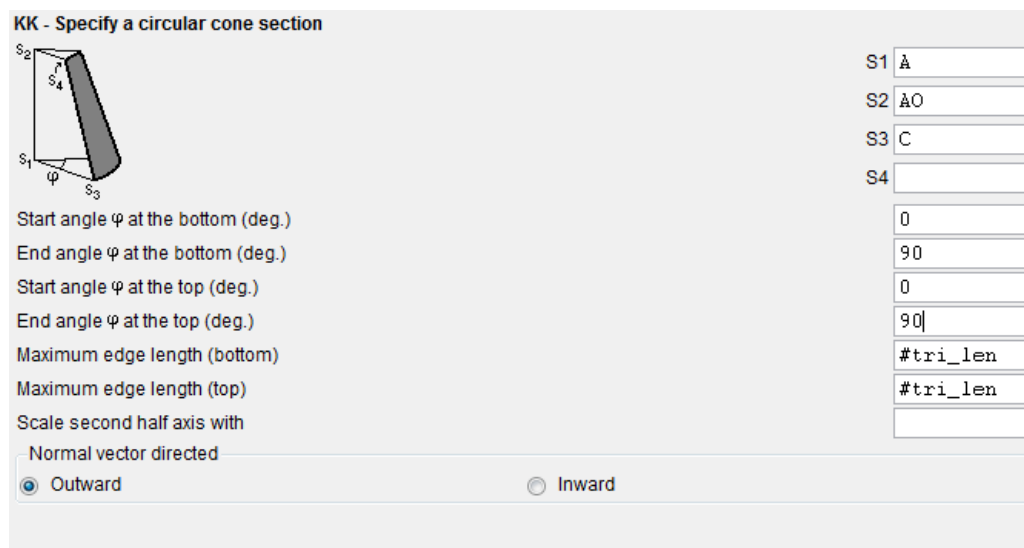 KK - Specify a circular cone section
S2
S4
S1
φ
S3
S1 A
S2 AO
S3 C
S4
Start angle φ at the bottom (deg.) 0
End angle φ at the bottom (deg.) 90
Start angle φ at the top (deg.) 0
End angle φ at the top (deg.) 90
Maximum edge length (bottom) #tri_len
Maximum edge length (top) #tri_len
Scale second half axis with
Normal vector directed
Outward Inward